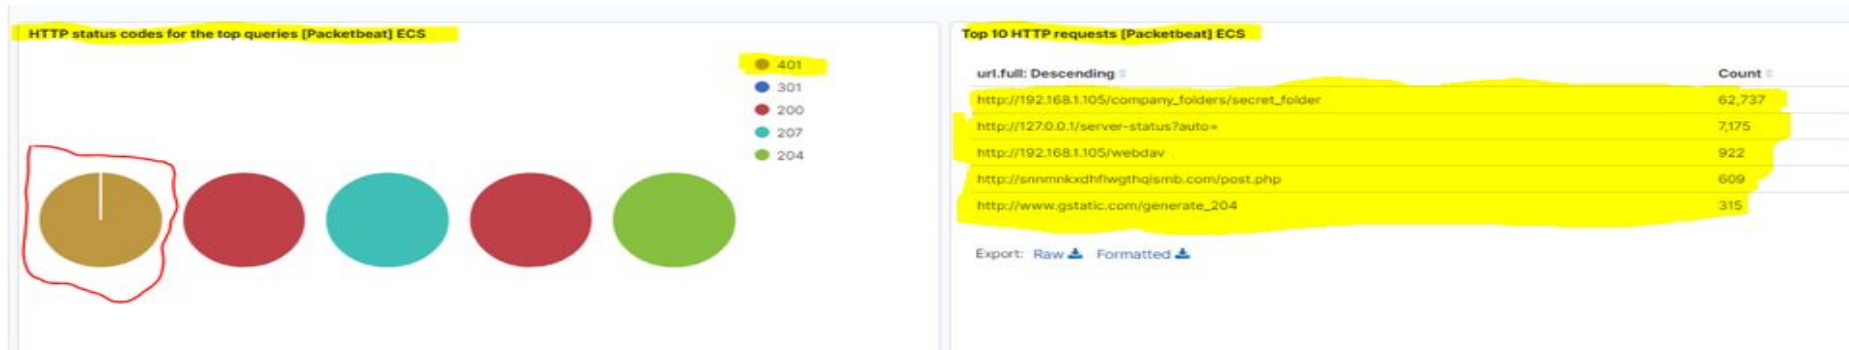 HTTP status codes for the top queries [Packetbeat] ECS
401
301
200
207
204
Top 10 HTTP requests [Packetbeat] ECS
url.full: Descending Count
http://192.168.1.105/company_folders/secret_folder 62,737
http://127.0.0.1/server-status?auto= 7,175
http://192.168.1.105/webdav 922
http://snnmnkxdhflwgthqismb.com/post.php 609
http://www.gstatic.com/generate_204 315
Export: Raw Formatted